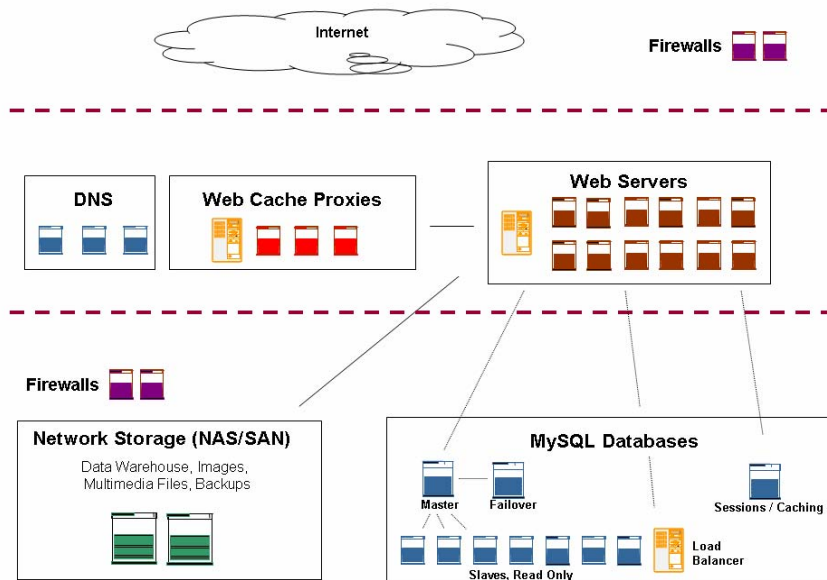 Internet
Firewalls
DNS
Web Cache Proxies
Web Servers
Firewalls
Network Storage (NAS/SAN)
Data Warehouse, Images,
Multimedia Files, Backups
MySQL Databases
Master
Failover
Sessions / Caching
Slaves, Read Only
Load
Balancer